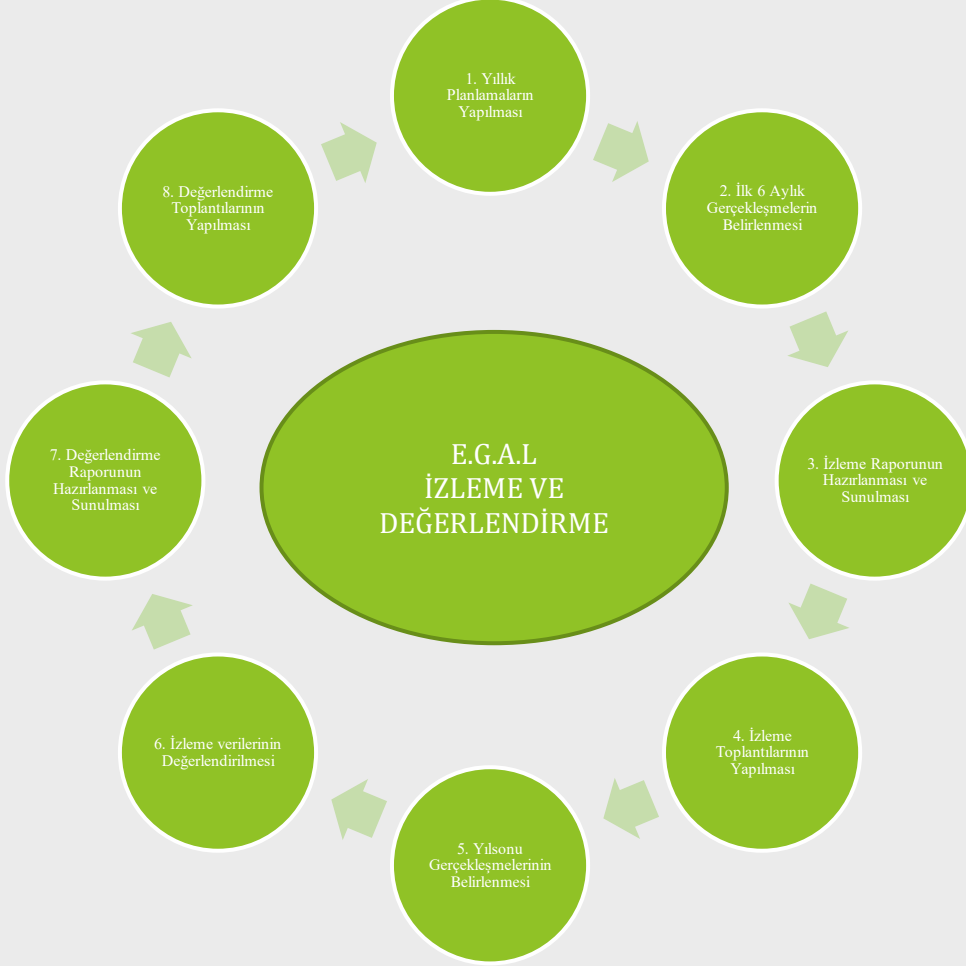 1. Yıllık
Planlamaların
Yapılması
2. İlk 6 Aylık
Gerçekleşmelerin
Belirlenmesi
3. İzleme Raporunun
Hazırlanması ve
Sunulması
4. İzleme
Toplantılarının
Yapılması
5. Yılsonu
Gerçekleşmelerinin
Belirlenmesi
6. İzleme verilerinin
Değerlendirilmesi
7. Değerlendirme
Raporunun
Hazırlanması ve
Sunulması
8. Değerlendirme
Toplantılarının
Yapılması
E.G.A.L
İZLEME VE
DEĞERLENDİRME